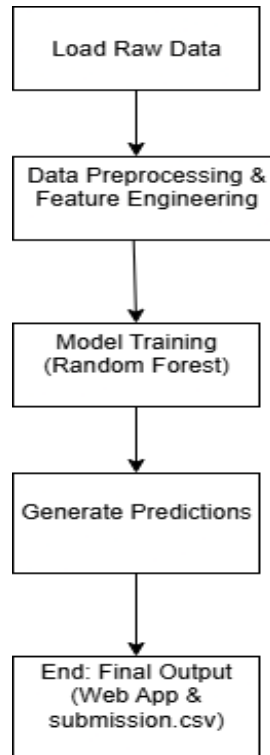 Load Raw Data
Data Preprocessing &
Feature Engineering
Model Training
(Random Forest)
Generate Predictions
End: Final Output
(Web App &
submission.csv)